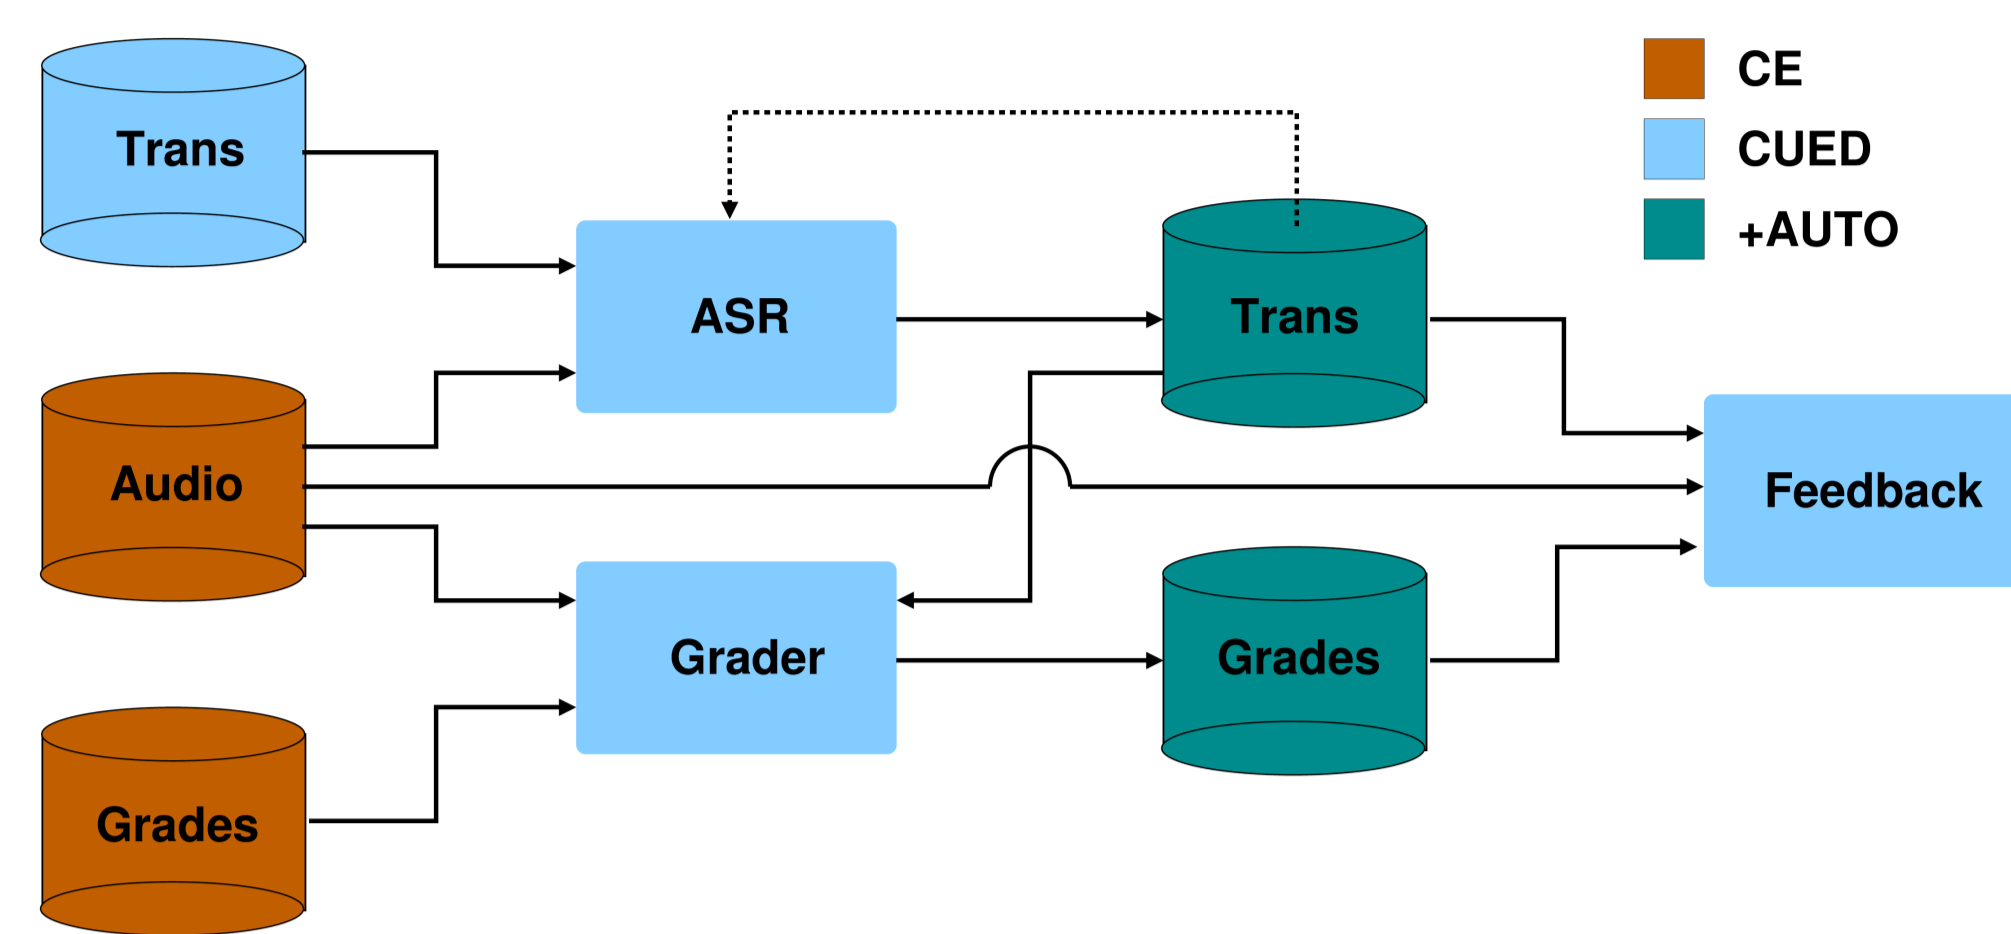 Trans
CE
CUED
+AUTO
ASR
Trans
Audio
Feedback
Grader
Grades
Grades